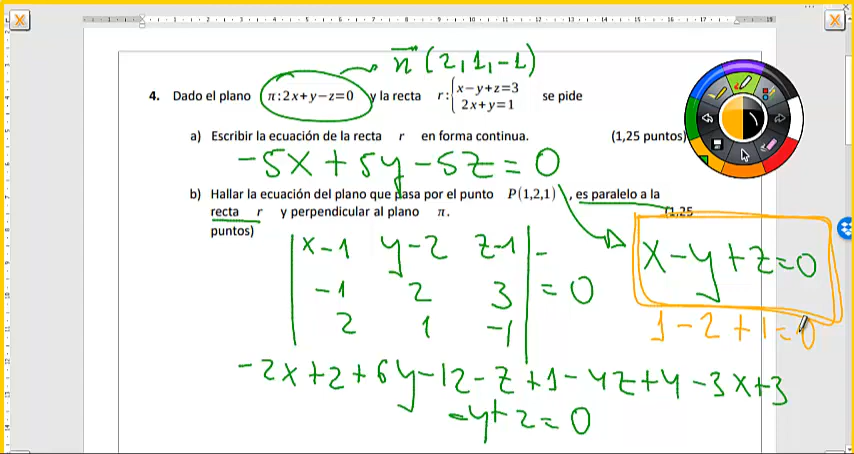 n (2,1,-1)
4. Dado el plano π:2x+y−z=0 y la recta r: { x−y+z=3 se pide
2x+y=1
a) Escribir la ecuación de la recta r en forma continua. (1,25 puntos)
-5x+5y-5z=0
b) Hallar la ecuación del plano que pasa por el punto P(1,2,1) , es paralelo a la
recta r y perpendicular al plano π. (1,25
puntos)
| x-1 y-2 z-1 | -
| -1 2 3 | = 0
| 2 1 -1 |
x-y+z=0
1-2+1=0
-2x+2+6y-12-z+1-4z+4-3x+3
-y+2=0